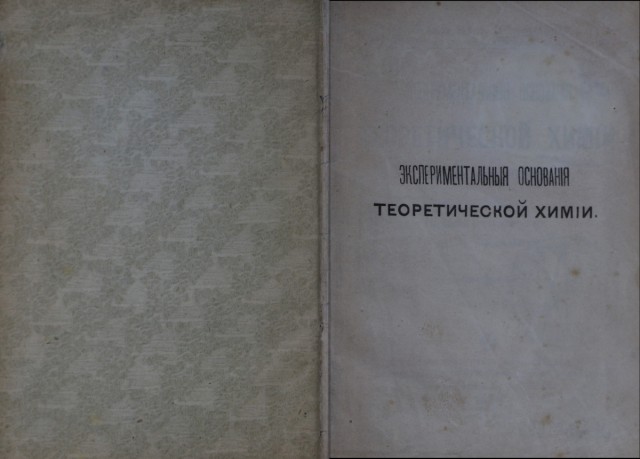 ЭКСПЕРИМЕНТАЛЬНЫЯ ОСНОВАНІЯ
ТЕОРЕТИЧЕСКОЙ ХИМІИ.